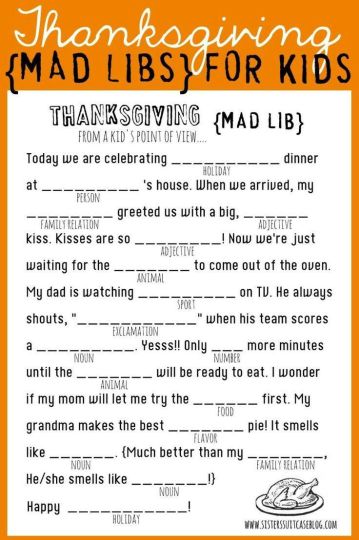 Thanksgiving
{MAD LIBS} FOR KIDS
THANKSGIVING {MAD LIB}
FROM A KID'S POINT OF VIEW....
Today we are celebrating __________ dinner
HOLIDAY
at ________ 's house. When we arrived, my
PERSON
________ greeted us with a big, ______
FAMILY RELATION ADJECTIVE
kiss. Kisses are so ________! Now we're just
ADJECTIVE
waiting for the _______ to come out of the oven.
ANIMAL
My dad is watching _________ on TV. He always
SPORT
shouts, "___________" when his team scores
EXCLAMATION
a ________. Yesss!! Only ___ more minutes
NOUN NUMBER
until the ______ will be ready to eat. I wonder
ANIMAL
if my mom will let me try the ______ first. My
FOOD
grandma makes the best _______ pie! It smells
FLAVOR
like ______. {Much better than my _______,
NOUN FAMILY RELATION
He/she smells like _______!}
NOUN
Happy ___________!
HOLIDAY
WWW.SISTERSSUITCASEBLOG.COM